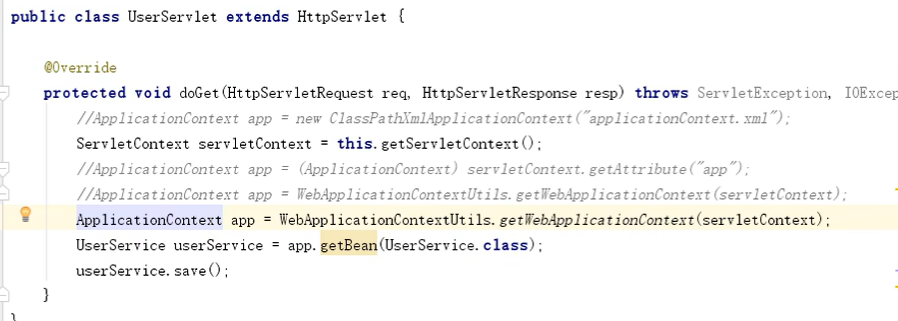 public class UserServlet extends HttpServlet {
@Override
protected void doGet(HttpServletRequest req, HttpServletResponse resp) throws ServletException, IOExcep
//ApplicationContext app = new ClassPathXmlApplicationContext("applicationContext.xml");
ServletContext servletContext = this.getServletContext();
//ApplicationContext app = (ApplicationContext) servletContext.getAttribute("app");
//ApplicationContext app = WebApplicationContextUtils.getWebApplicationContext(servletContext);
ApplicationContext app = WebApplicationContextUtils.getWebApplicationContext(servletContext);
UserService userService = app.getBean(UserService.class);
userService.save();
}
}